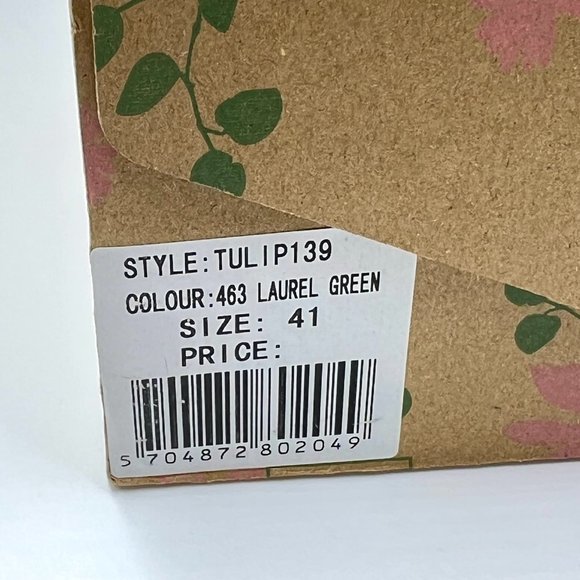 STYLE:TULIP139
COLOUR:463 LAUREL GREEN
SIZE: 41
PRICE:
5 704872 802049